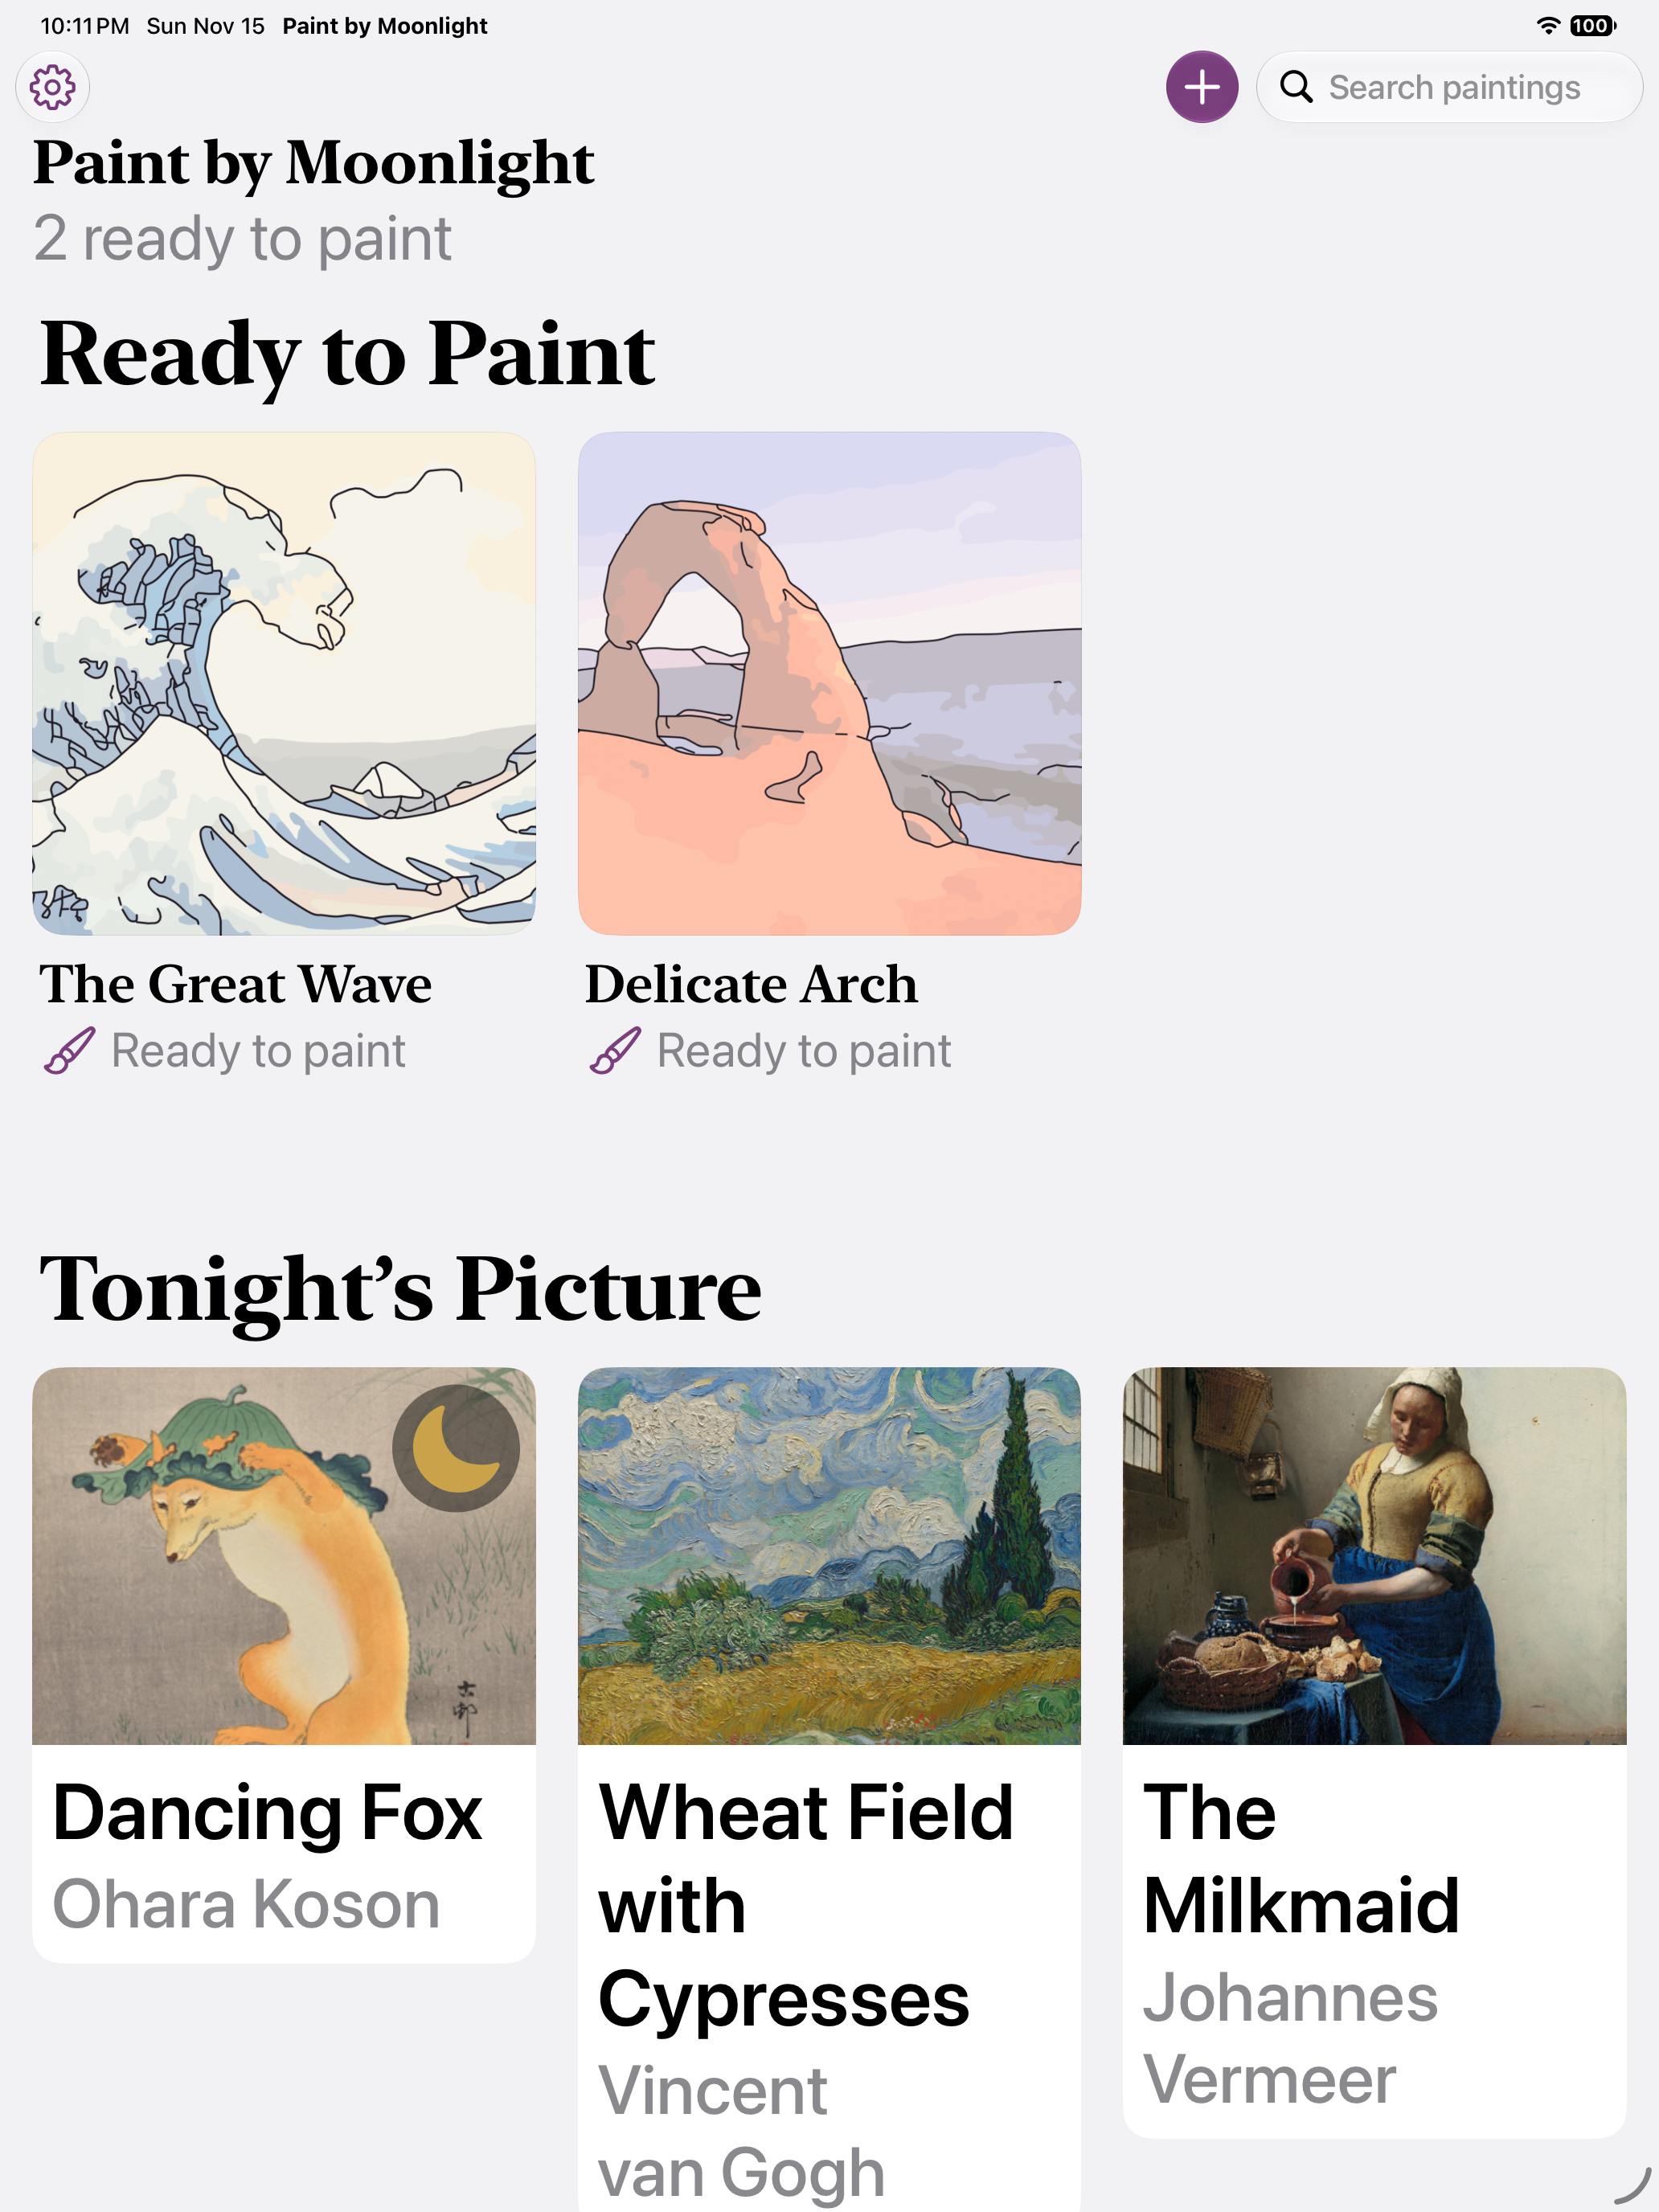 10:11 PM Sun Nov 15 Paint by Moonlight
100
Search paintings
Paint by Moonlight
2 ready to paint
Ready to Paint
The Great Wave
Ready to paint
Delicate Arch
Ready to paint
Tonight’s Picture
Dancing Fox
Ohara Koson
Wheat Field
with
Cypresses
Vincent
van Gogh
The
Milkmaid
Johannes
Vermeer